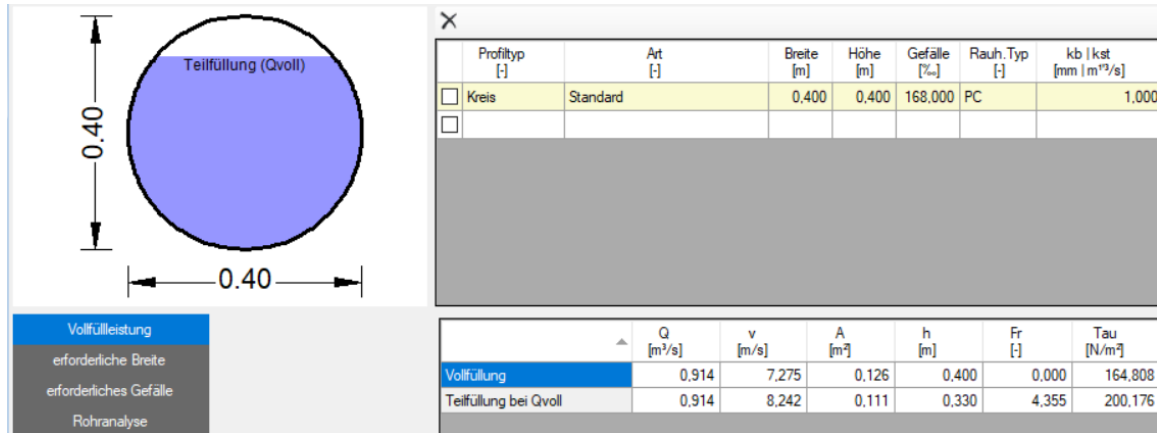 Teilfüllung (Qvoll)
0.40
0.40
Profiltyp [-] Art [-] Breite [m] Höhe [m] Gefälle [‰] Rauh.Typ [-] kb | kst [mm | m¹'³/s]
Kreis Standard 0,400 0,400 168,000 PC 1,000
Vollfülleistung
erforderliche Breite
erforderliches Gefälle
Rohranalyse
Q [m³/s] v [m/s] A [m²] h [m] Fr [-] Tau [N/m²]
Vollfüllung 0,914 7,275 0,126 0,400 0,000 164,808
Teilfüllung bei Qvoll 0,914 8,242 0,111 0,330 4,355 200,176